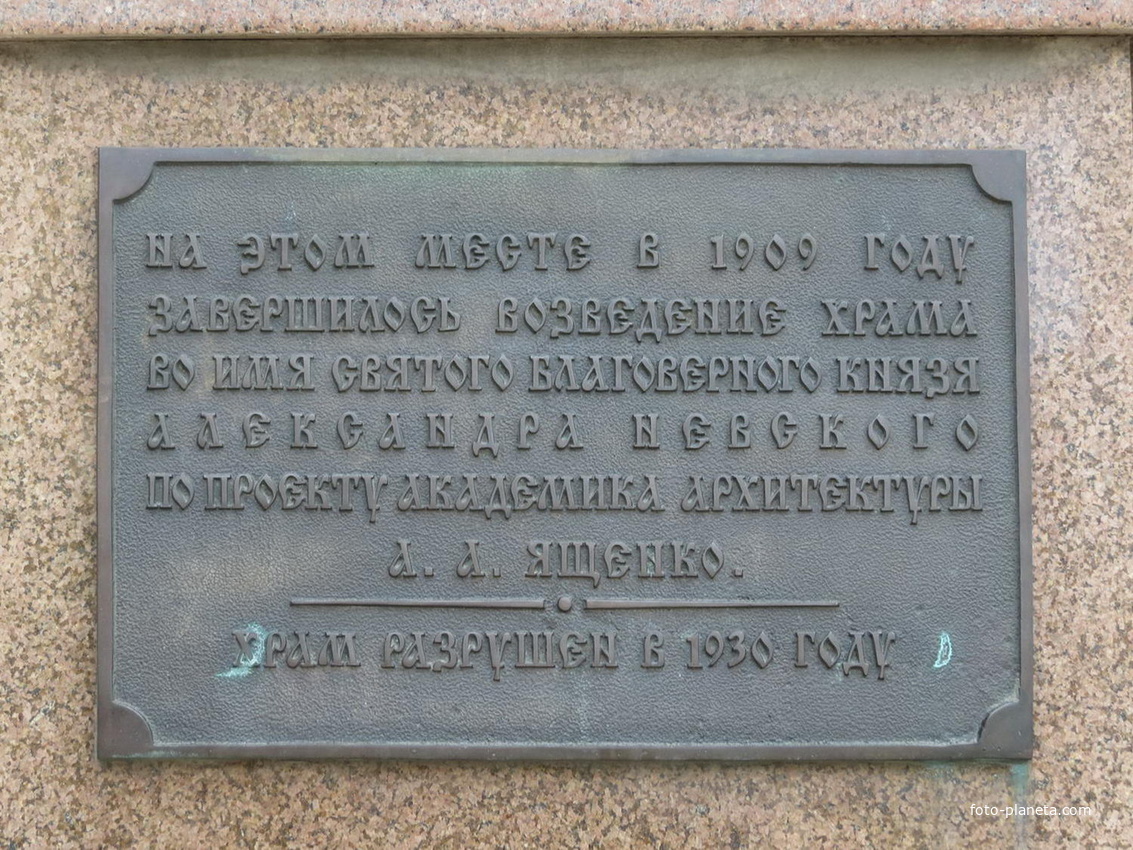 НА ЭТОМ МЕСТЕ В 1909 ГОДУ
ЗАВЕРШИЛОСЬ ВОЗВЕДЕНИЕ ХРАМА
ВО ИМЯ СВЯТОГО БЛАГОВЕРНОГО КНЯЗЯ
АЛЕКСАНДРА НЕВСКОГО
ПО ПРОЕКТУ АКАДЕМИКА АРХИТЕКТУРЫ
А. А. ЯЩЕНКО.
ХРАМ РАЗРУШЕН В 1930 ГОДУ
foto-planeta.com